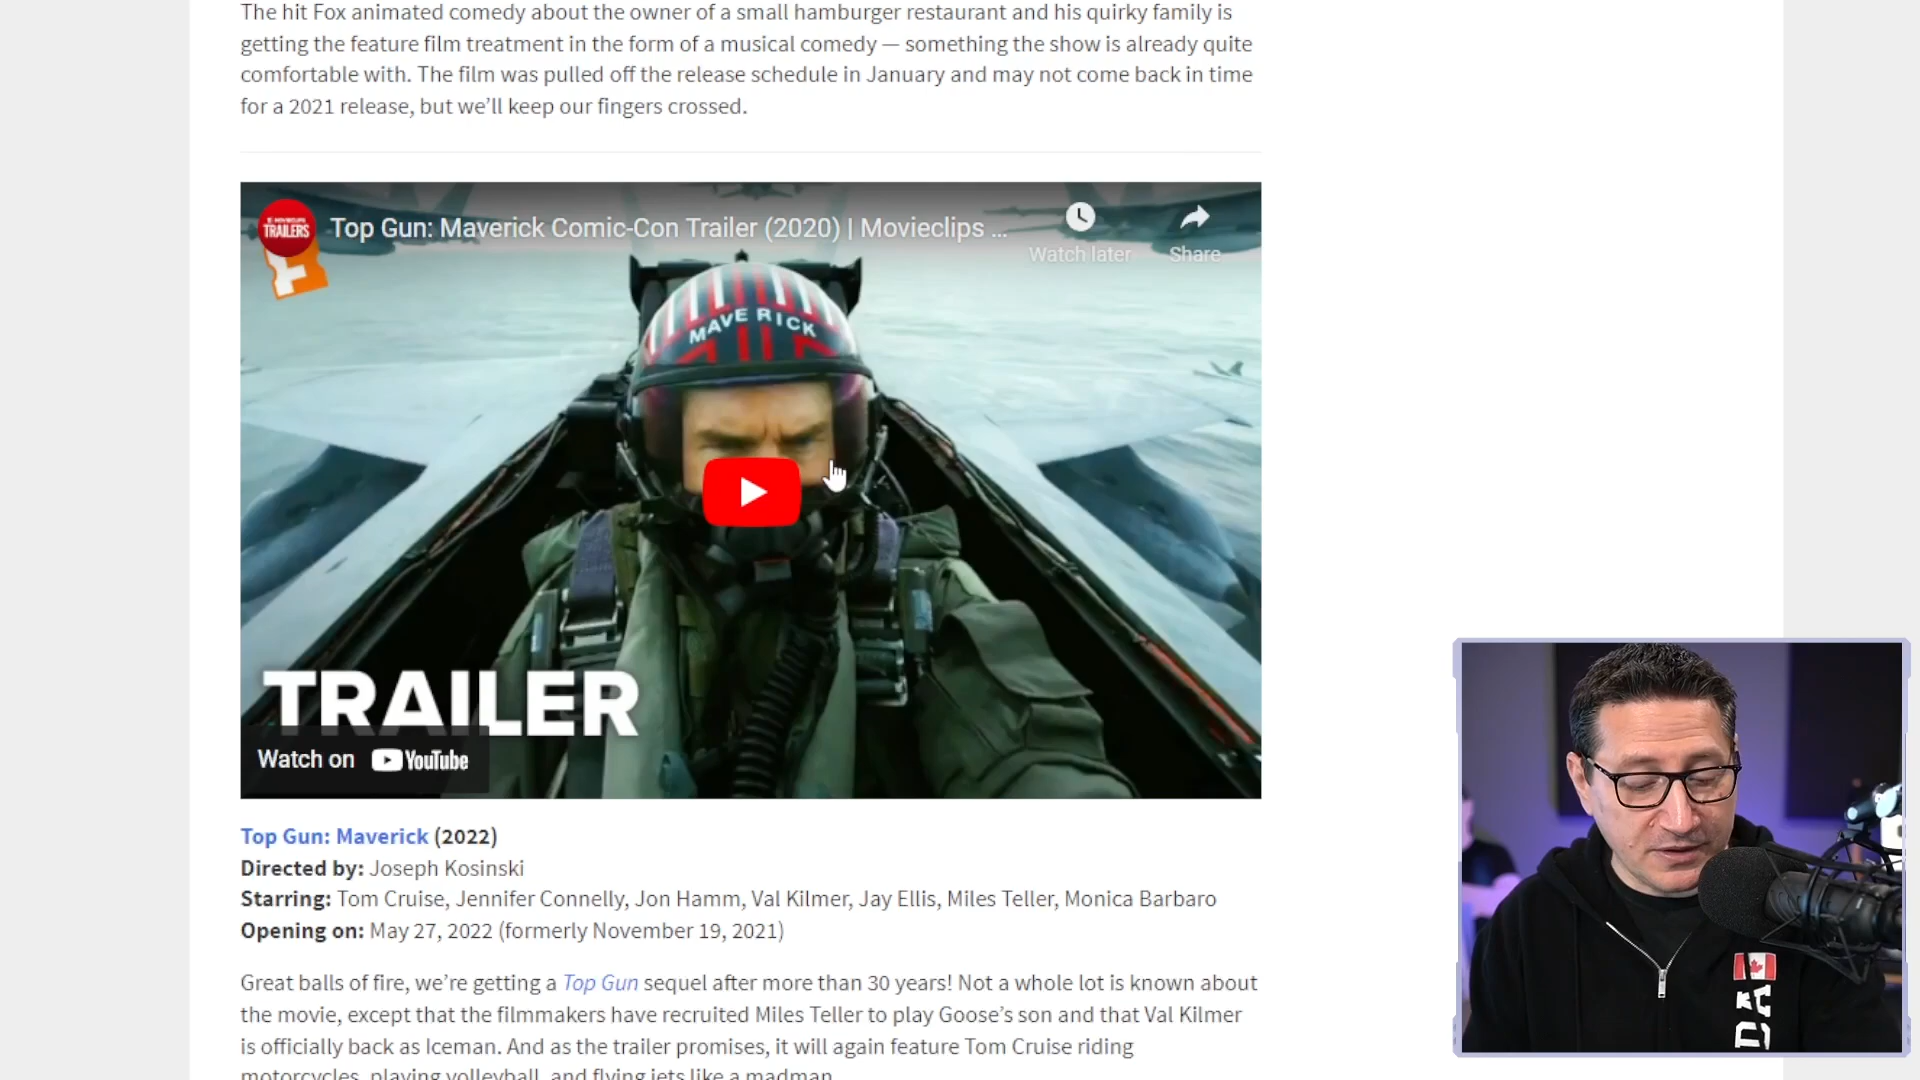 The hit Fox animated comedy about the owner of a small hamburger restaurant and his quirky family is
getting the feature film treatment in the form of a musical comedy — something the show is already quite
comfortable with. The film was pulled off the release schedule in January and may not come back in time
for a 2021 release, but we’ll keep our fingers crossed.
TRAILERS
Top Gun: Maverick Comic-Con Trailer (2020) | Movieclips ...
Watch later
Share
MAVERICK
TRAILER
Watch on YouTube
Top Gun: Maverick (2022)
Directed by: Joseph Kosinski
Starring: Tom Cruise, Jennifer Connelly, Jon Hamm, Val Kilmer, Jay Ellis, Miles Teller, Monica Barbaro
Opening on: May 27, 2022 (formerly November 19, 2021)
Great balls of fire, we’re getting a Top Gun sequel after more than 30 years! Not a whole lot is known about
the movie, except that the filmmakers have recruited Miles Teller to play Goose’s son and that Val Kilmer
is officially back as Iceman. And as the trailer promises, it will again feature Tom Cruise riding
motorcycles, playing volleyball, and flying jets like a madman.